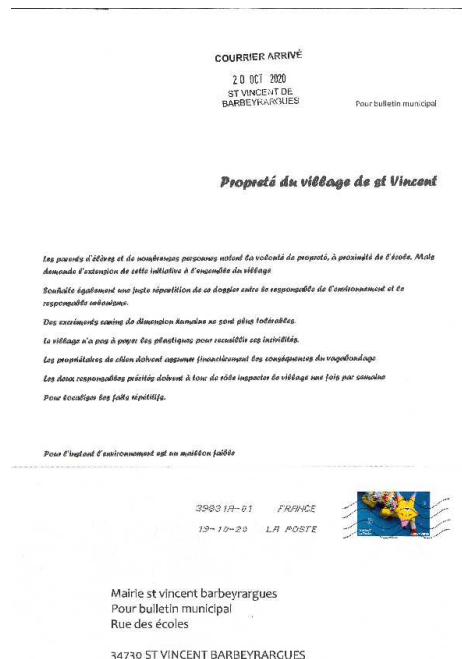 COURRIER ARRIVÉ
20 OCT 2020
ST VINCENT DE
BARBEYRARGUES
Pour bulletin municipal
Propreté du village de st Vincent
Les parents d'élèves et de nombreuses personnes notent la volonté de propreté, à proximité de l'école. Mais
demande l'extension de cette initiative à l'ensemble du village
Souhaite également une juste répartition de ce dossier entre le responsable de l'environnement et le
responsable urbanisme.
Des excréments canins de dimension humaine ne sont plus tolérables.
Le village n'a pas à payer les plastiques pour recueillir ces incivilités.
Les propriétaires de chien doivent assumer financièrement les conséquences du vagabondage
Les deux responsables précités doivent à tour de rôle inspecter le village une fois par semaine
Pour localiser les faits répétitifs.
Pour l'instant l'environnement est un maillon faible
39031A-01 FRANCE
19-10-20 LA POSTE
Mairie st vincent barbeyrargues
Pour bulletin municipal
Rue des écoles
34730 ST VINCENT BARBEYRARGUES